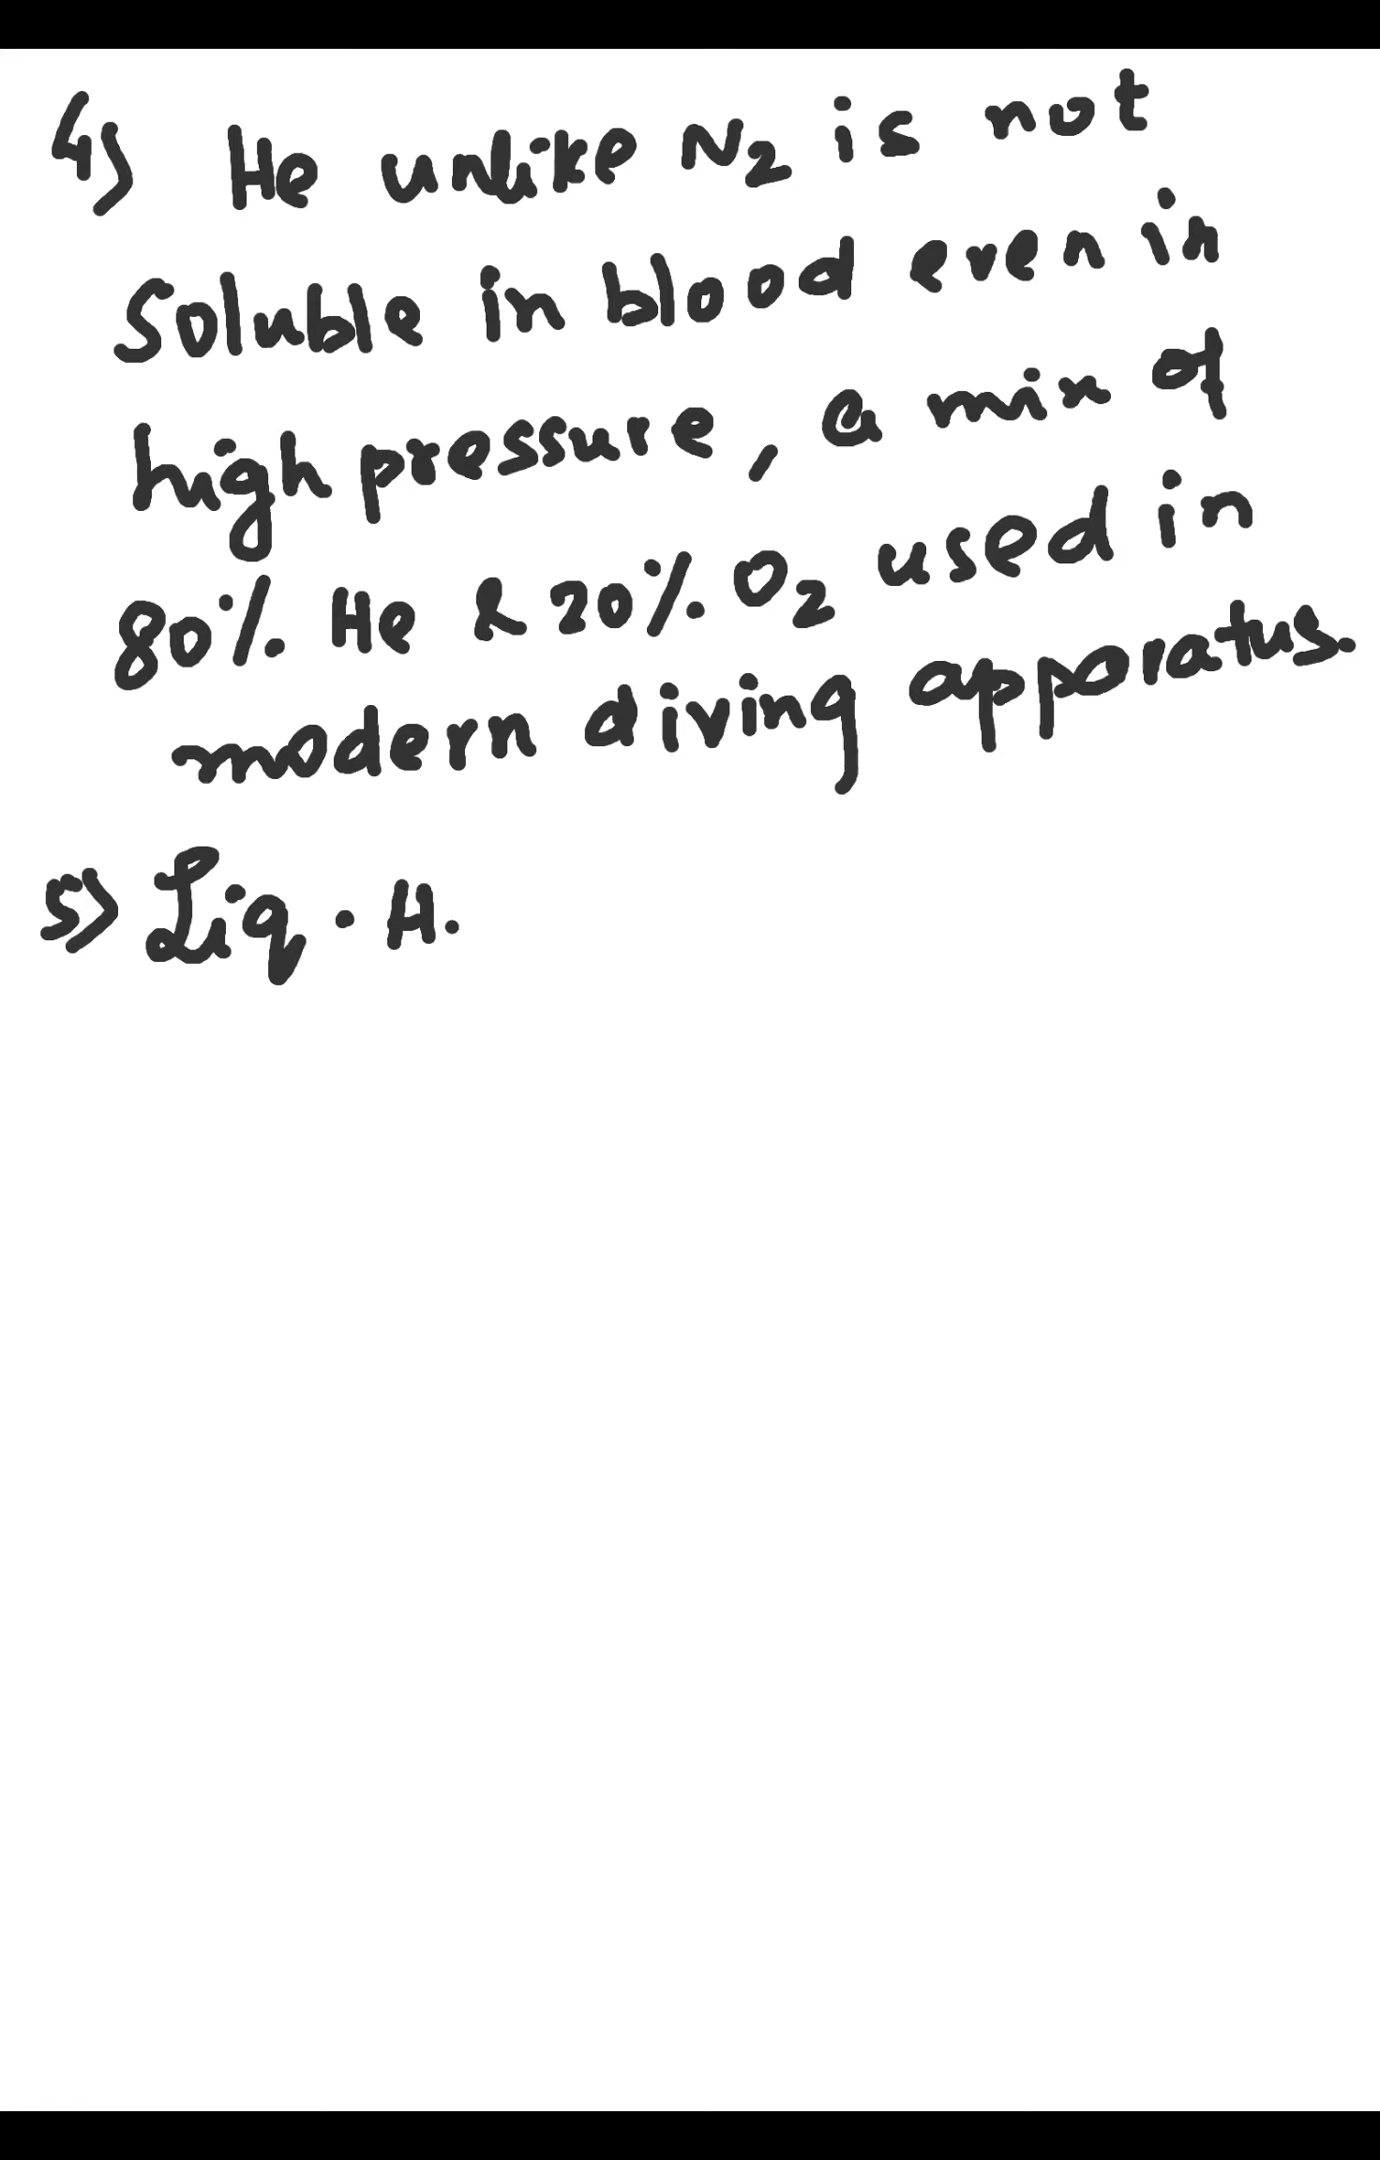 4) He unlike N₂ is not
Soluble in blood even in
high pressure, a mix of
80% He & 20% O₂ used in
modern diving apparatus.
5) Liq. H.